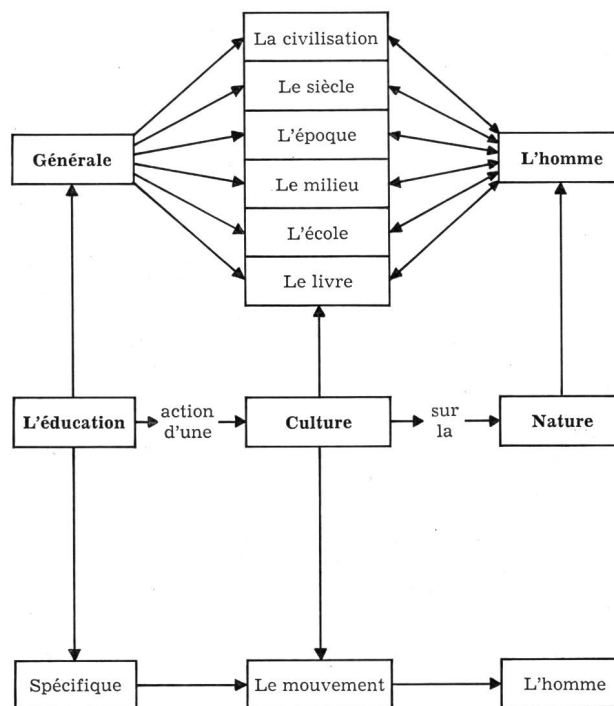 La civilisation
Le siècle
L'époque
Générale
L'homme
Le milieu
L'école
Le livre
L'éducation
action
d'une
Culture
sur
la
Nature
Spécifique
Le mouvement
L'homme